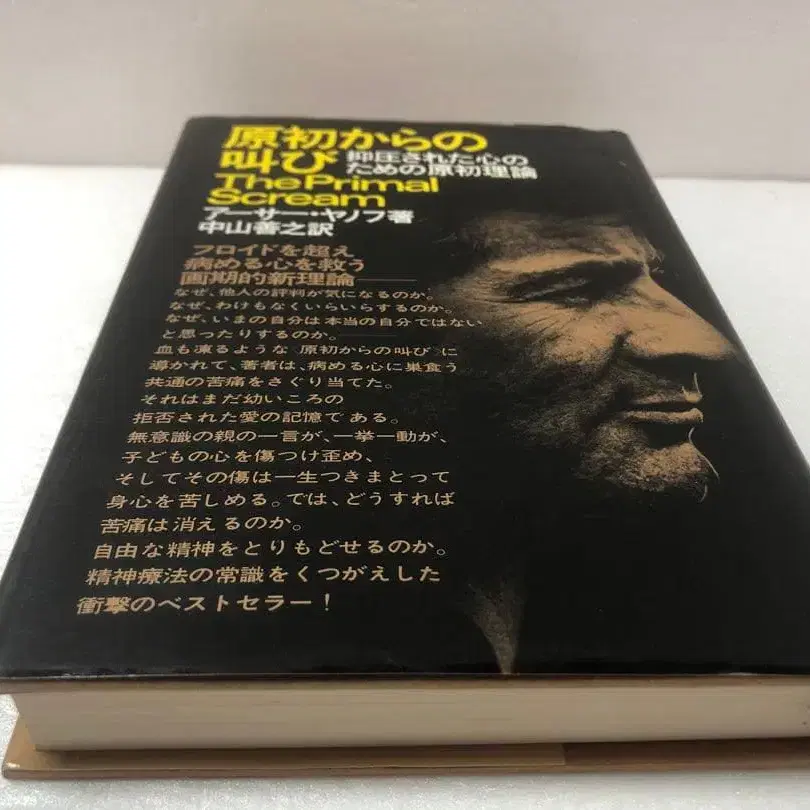 原初からの
叫び
抑圧された心の
ための原初理論
The Primal
Scream
アーサー・ヤノフ著
中山善之訳
フロイドを超え
病める心を救う
画期的新理論——
なぜ、他人の評判が気になるのか。
なぜ、わけもなくいらいらするのか。
なぜ、いまの自分は本当の自分ではない
と思ったりするのか。——
血も凍るような〈原初からの叫び〉に
導かれて、著者は、病める心に巣食う
共通の苦痛をさぐり当てた。
それはまだ幼いころの
拒否された愛の記憶である。
無意識の親の一言が、一挙一動が、
子どもの心を傷つけ歪め、
そしてその傷は一生つきまとって
身心を苦しめる。では、どうすれば
苦痛は消えるのか。
自由な精神をとりもどせるのか。
精神療法の常識をくつがえした
衝撃のベストセラー!